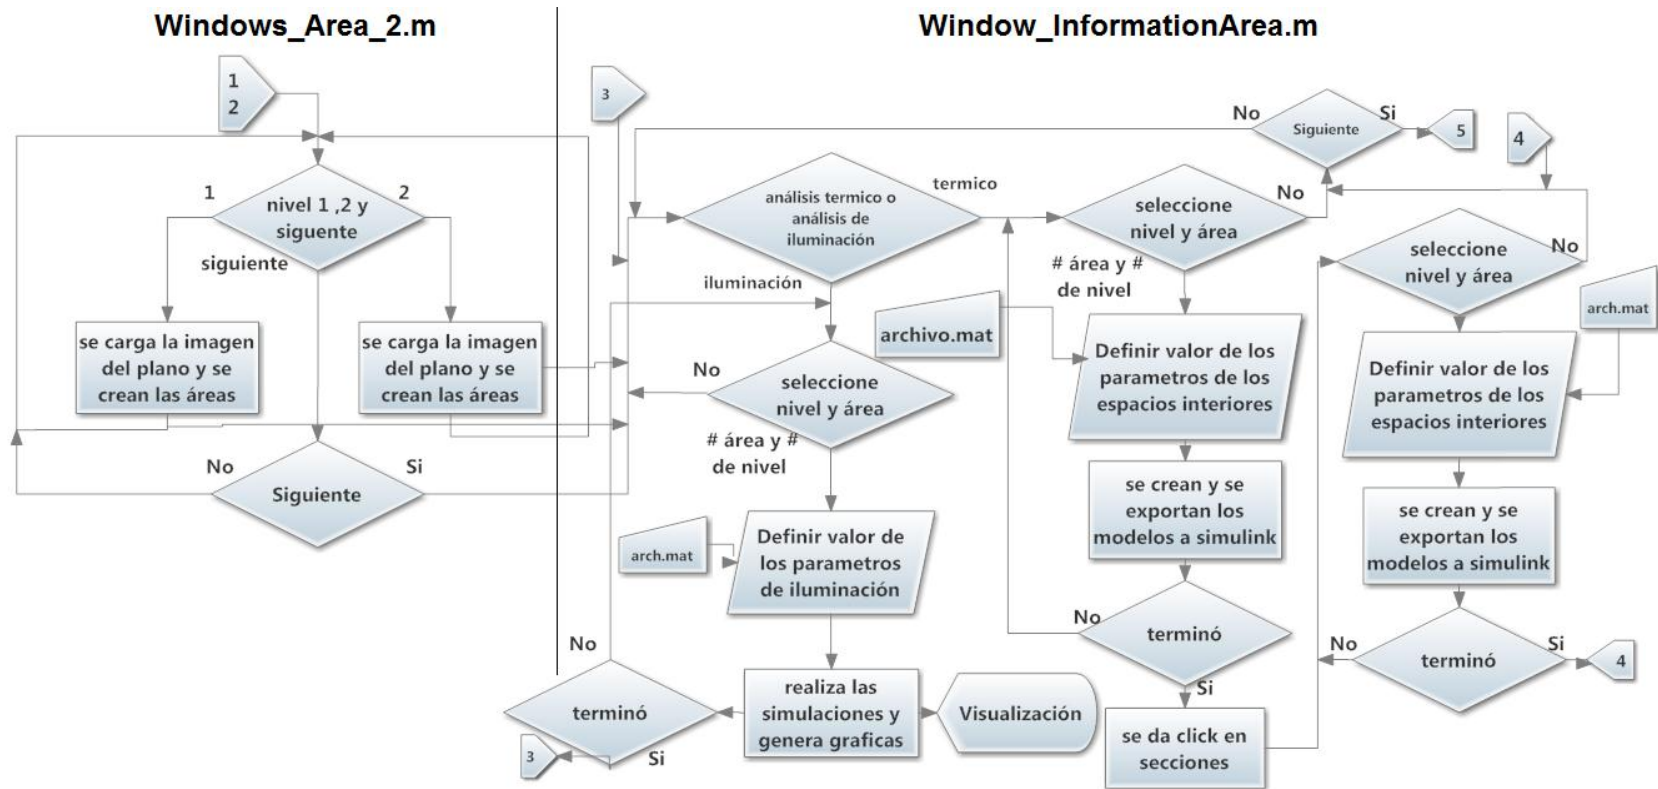 Windows_Area_2.m
1
2
1
2
nivel 1 ,2 y
siguente
siguiente
se carga la imagen
del plano y se
crean las áreas
se carga la imagen
del plano y se
crean las áreas
No
Si
Siguiente
Window_InformationArea.m
3
No
Si
Siguiente
5
4
análisis termico o
análisis de
iluminación
termico
iluminación
seleccione
nivel y área
No
# área y #
de nivel
archivo.mat
Definir valor de los
parametros de los
espacios interiores
se crean y se
exportan los
modelos a simulink
No
terminó
Si
se da click en
secciones
seleccione
nivel y área
No
arch.mat
Definir valor de los
parametros de los
espacios interiores
se crean y se
exportan los
modelos a simulink
No
Si
terminó
4
No
seleccione
nivel y área
# área y #
de nivel
arch.mat
Definir valor de
los parametros
de iluminación
realiza las
simulaciones y
genera graficas
Visualización
No
terminó
Si
3